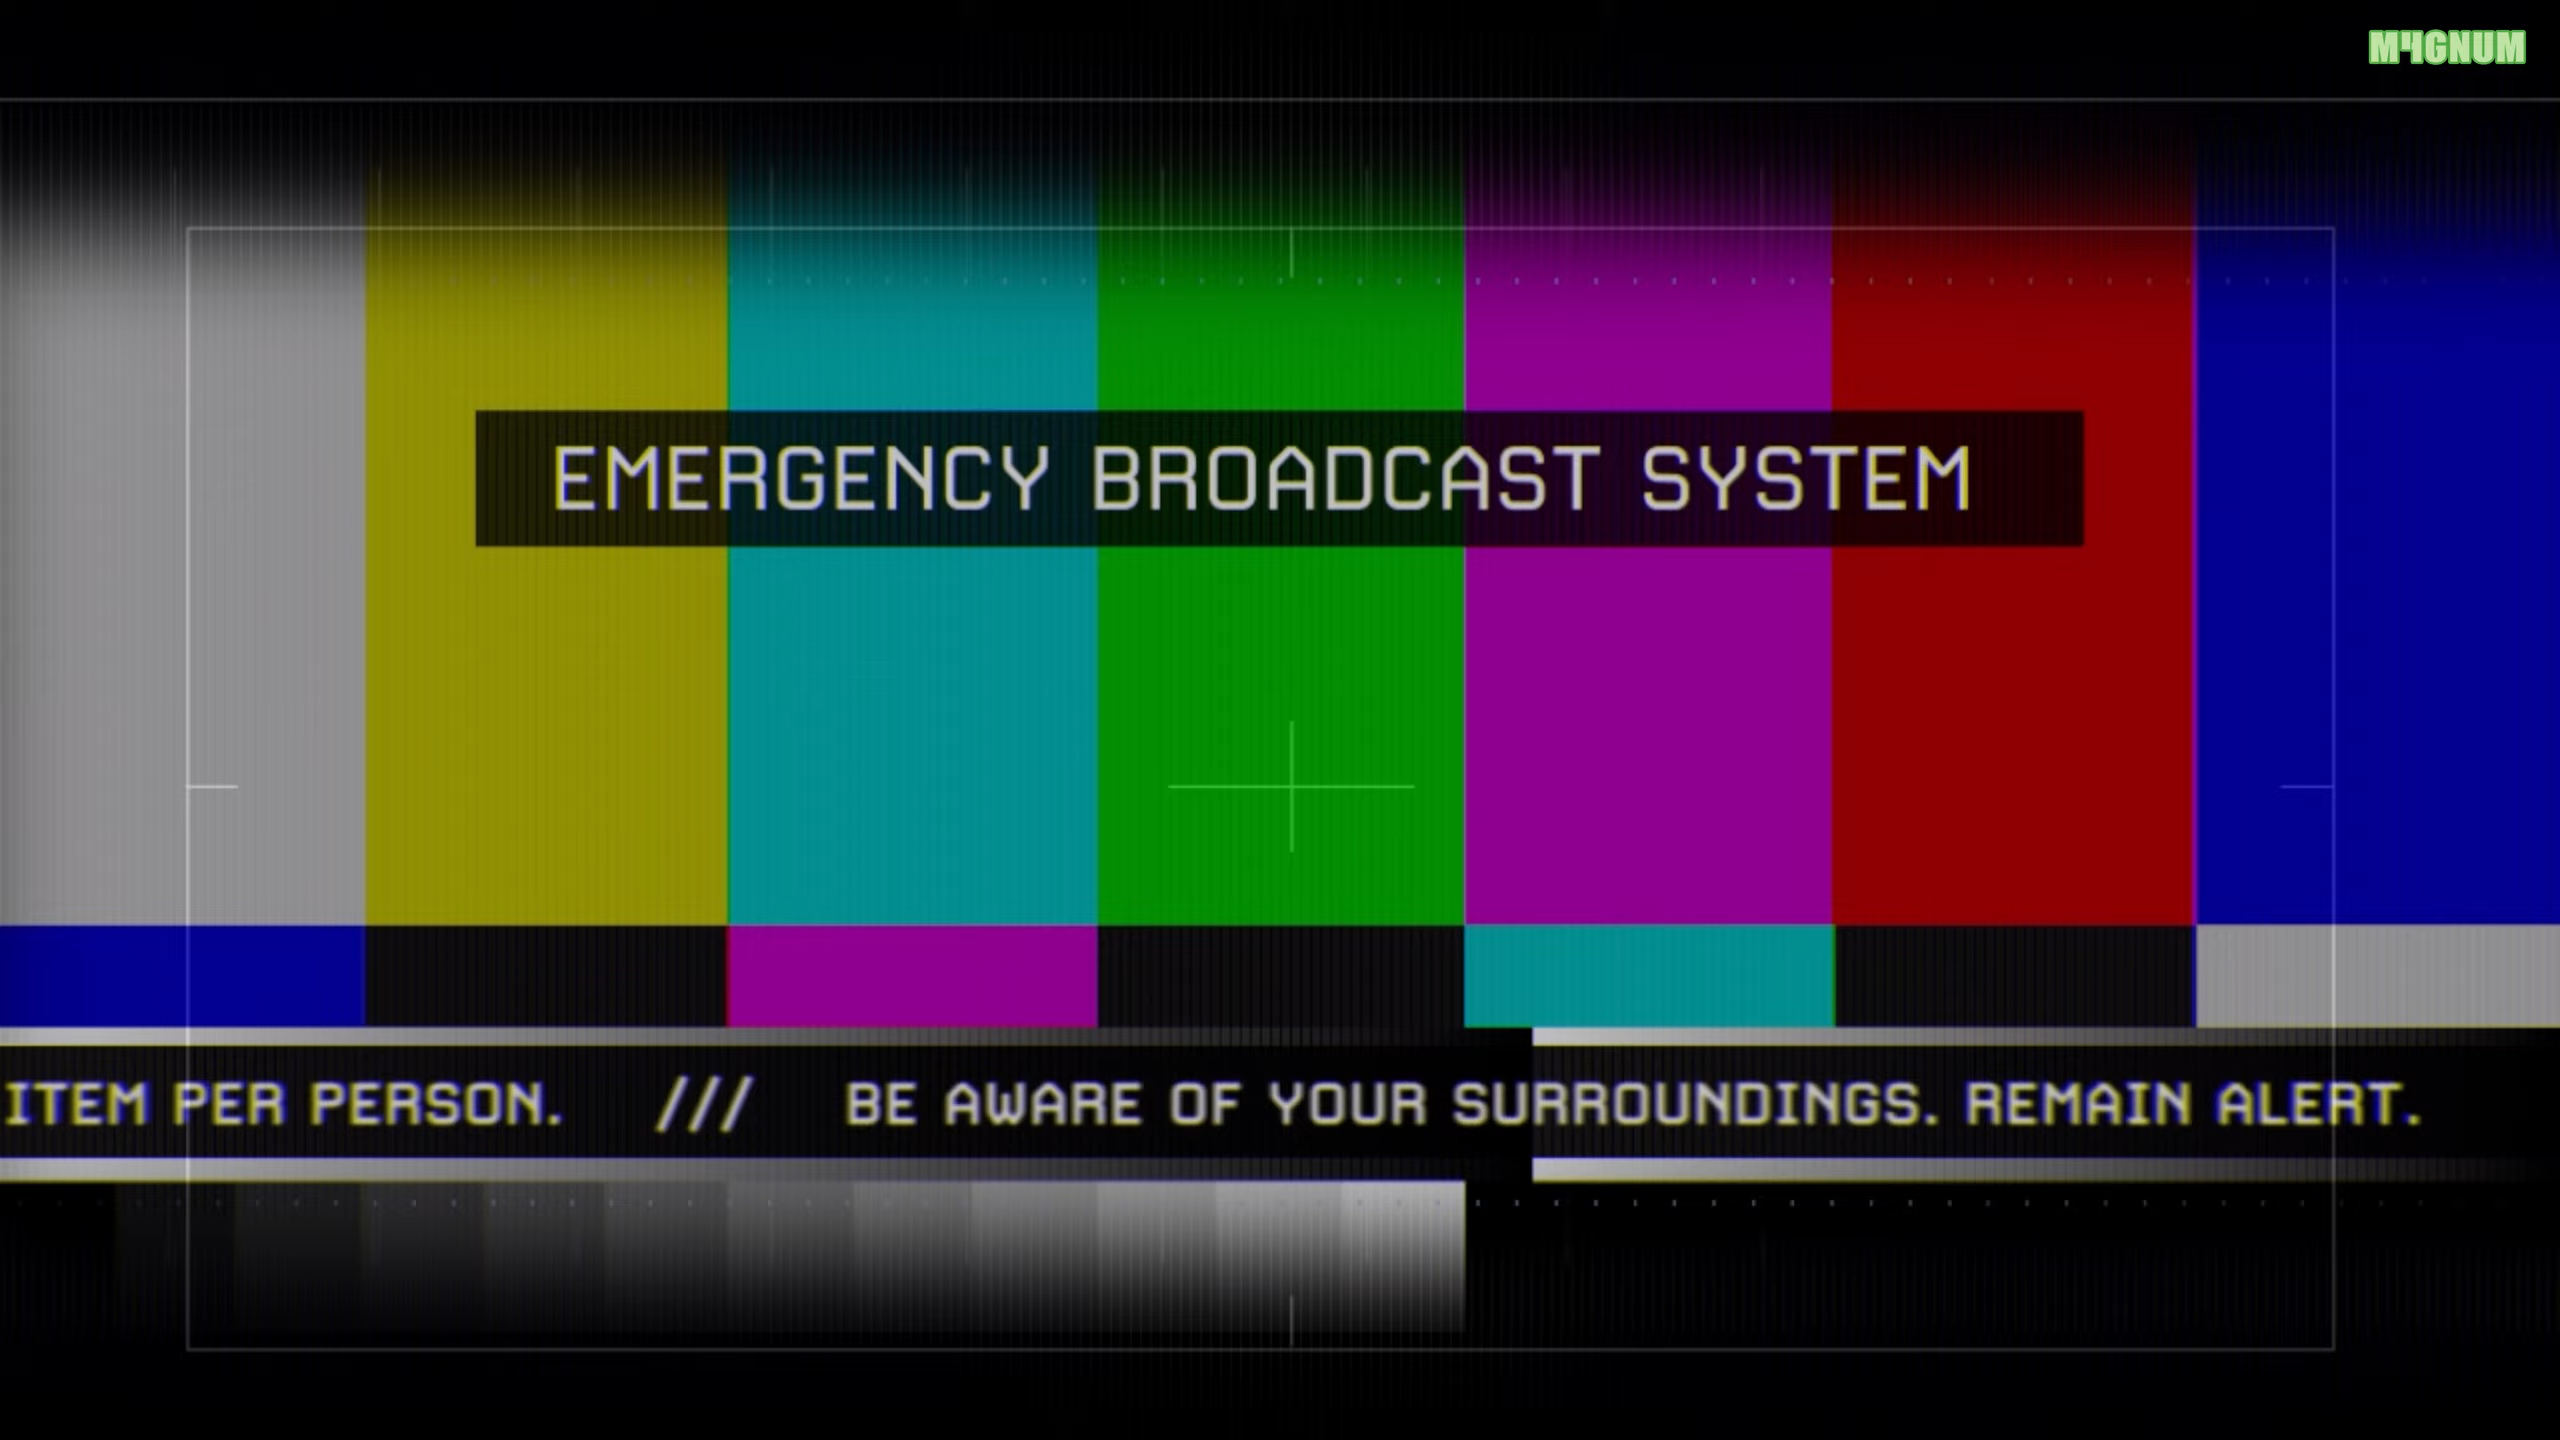 M4GNUM
EMERGENCY BROADCAST SYSTEM
ITEM PER PERSON. /// BE AWARE OF YOUR SURROUNDINGS. REMAIN ALERT.